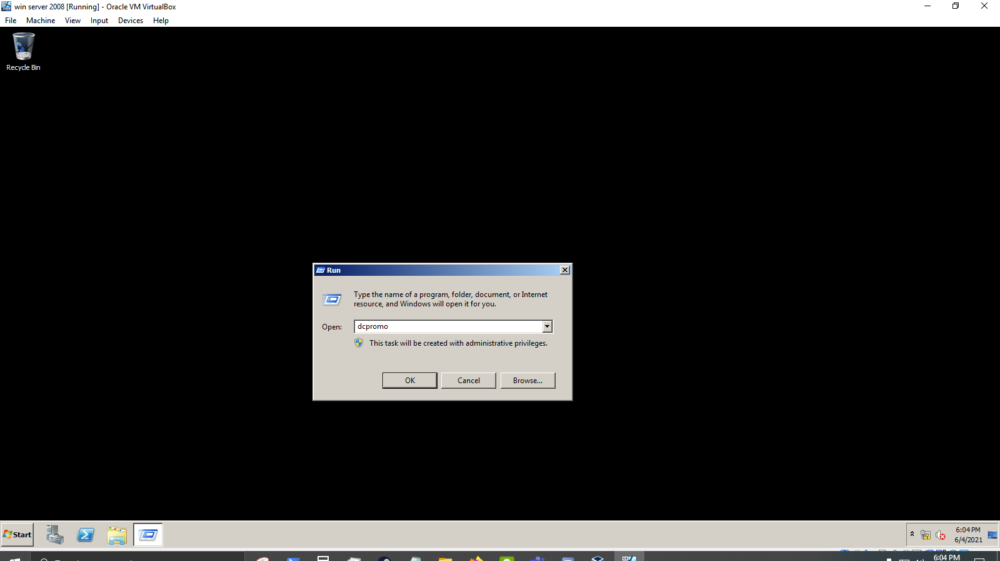 win server 2008 [Running] - Oracle VM VirtualBox
File Machine View Input Devices Help
Recycle Bin
Run
Type the name of a program, folder, document, or Internet
resource, and Windows will open it for you.
Open: dcpromo
This task will be created with administrative privileges.
OK Cancel Browse...
Start
6:04 PM
6/4/2021
6:04 PM